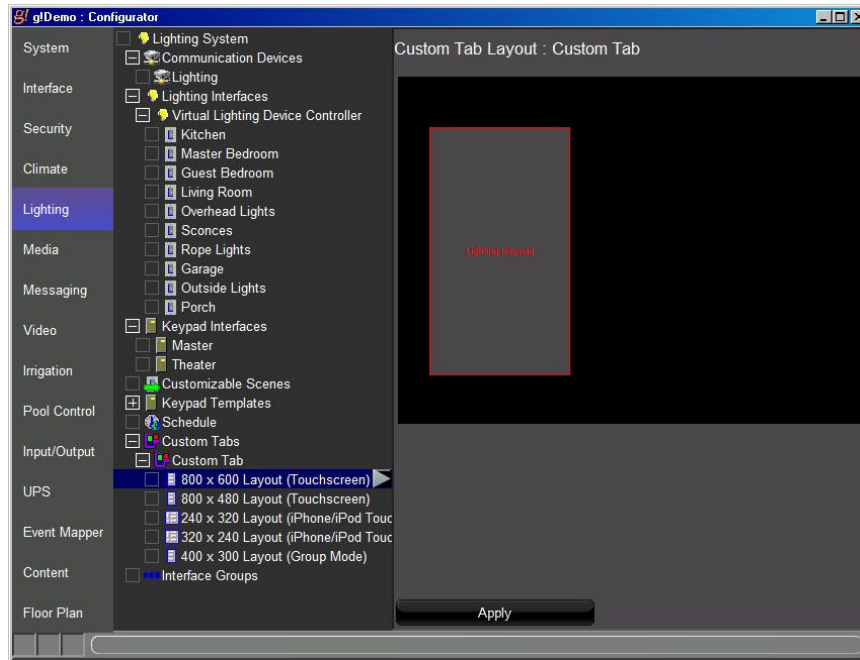 g! g!Demo : Configurator
System
Interface
Security
Climate
Lighting
Media
Messaging
Video
Irrigation
Pool Control
Input/Output
UPS
Event Mapper
Content
Floor Plan
Lighting System
Communication Devices
Lighting
Lighting Interfaces
Virtual Lighting Device Controller
Kitchen
Master Bedroom
Guest Bedroom
Living Room
Overhead Lights
Sconces
Rope Lights
Garage
Outside Lights
Porch
Keypad Interfaces
Master
Theater
Customizable Scenes
Keypad Templates
Schedule
Custom Tabs
Custom Tab
800 x 600 Layout (Touchscreen)
800 x 480 Layout (Touchscreen)
240 x 320 Layout (iPhone/iPod Touc
320 x 240 Layout (iPhone/iPod Touc
400 x 300 Layout (Group Mode)
Interface Groups
Custom Tab Layout : Custom Tab
Lighting Keypad
Apply